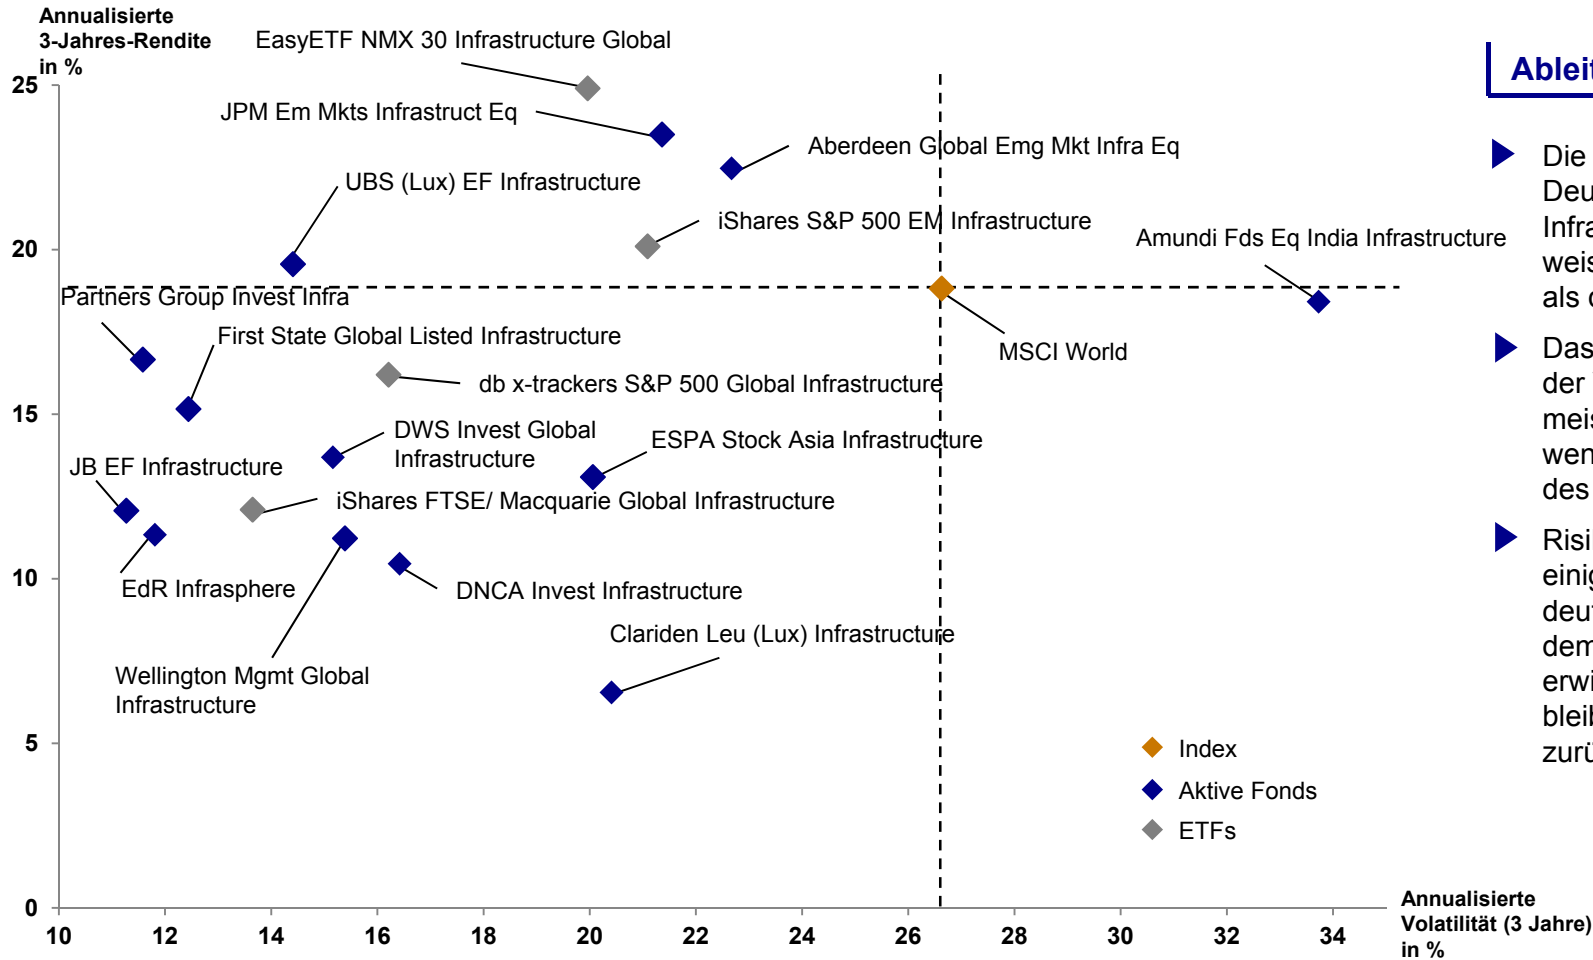 Annualisierte
3-Jahres-Rendite
in %
EasyETF NMX 30 Infrastructure Global
25
JPM Em Mkts Infrastruct Eq
Aberdeen Global Emg Mkt Infra Eq
UBS (Lux) EF Infrastructure
iShares S&P 500 EM Infrastructure
Amundi Fds Eq India Infrastructure
20
Partners Group Invest Infra
First State Global Listed Infrastructure
MSCI World
db x-trackers S&P 500 Global Infrastructure
15
DWS Invest Global
Infrastructure
ESPA Stock Asia Infrastructure
JB EF Infrastructure
iShares FTSE/ Macquarie Global Infrastructure
10
EdR Infrasphere
DNCA Invest Infrastructure
Clariden Leu (Lux) Infrastructure
Wellington Mgmt Global
Infrastructure
5
Index
Aktive Fonds
ETFs
0
10 12 14 16 18 20 22 24 26 28 30 32 34
Annualisierte
Volatilität (3 Jahre)
in %
Die
Das
der
des